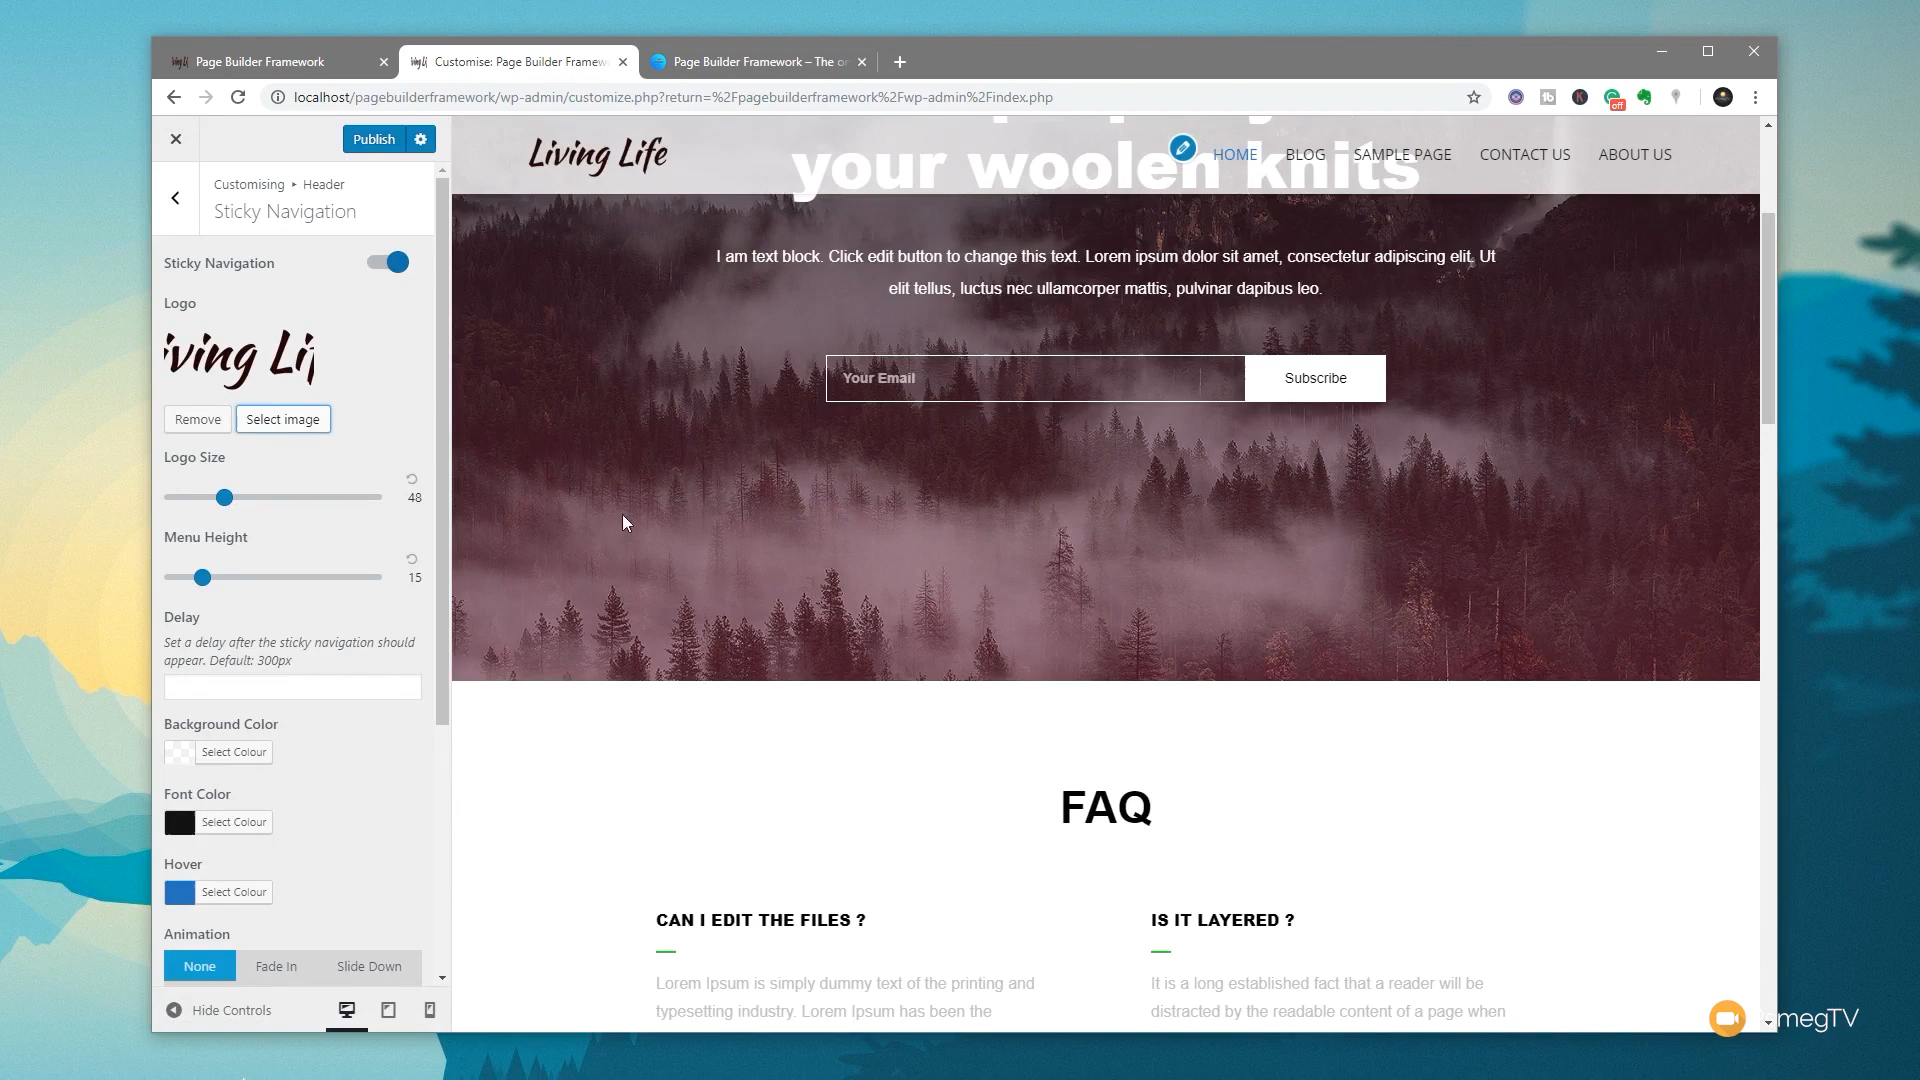 Page Builder Framework
Customise: Page Builder Framew
Page Builder Framework – The or
localhost/pagebuilderframework/wp-admin/customize.php?return=%2Fpagebuilderframework%2Fwp-admin%2Findex.php
off
Publish
Customising ▸ Header
Sticky Navigation
Sticky Navigation
Logo
iving Lif
Remove
Select image
Logo Size
48
Menu Height
15
Delay
Set a delay after the sticky navigation should
appear. Default: 300px
Background Color
Select Colour
Font Color
Select Colour
Hover
Select Colour
Animation
None
Fade In
Slide Down
Hide Controls
Living Life
HOME
BLOG
SAMPLE PAGE
CONTACT US
ABOUT US
your woolen knits
I am text block. Click edit button to change this text. Lorem ipsum dolor sit amet, consectetur adipiscing elit. Ut
elit tellus, luctus nec ullamcorper mattis, pulvinar dapibus leo.
Your Email
Subscribe
FAQ
CAN I EDIT THE FILES ?
Lorem Ipsum is simply dummy text of the printing and
typesetting industry. Lorem Ipsum has been the
IS IT LAYERED ?
It is a long established fact that a reader will be
distracted by the readable content of a page when
megTV